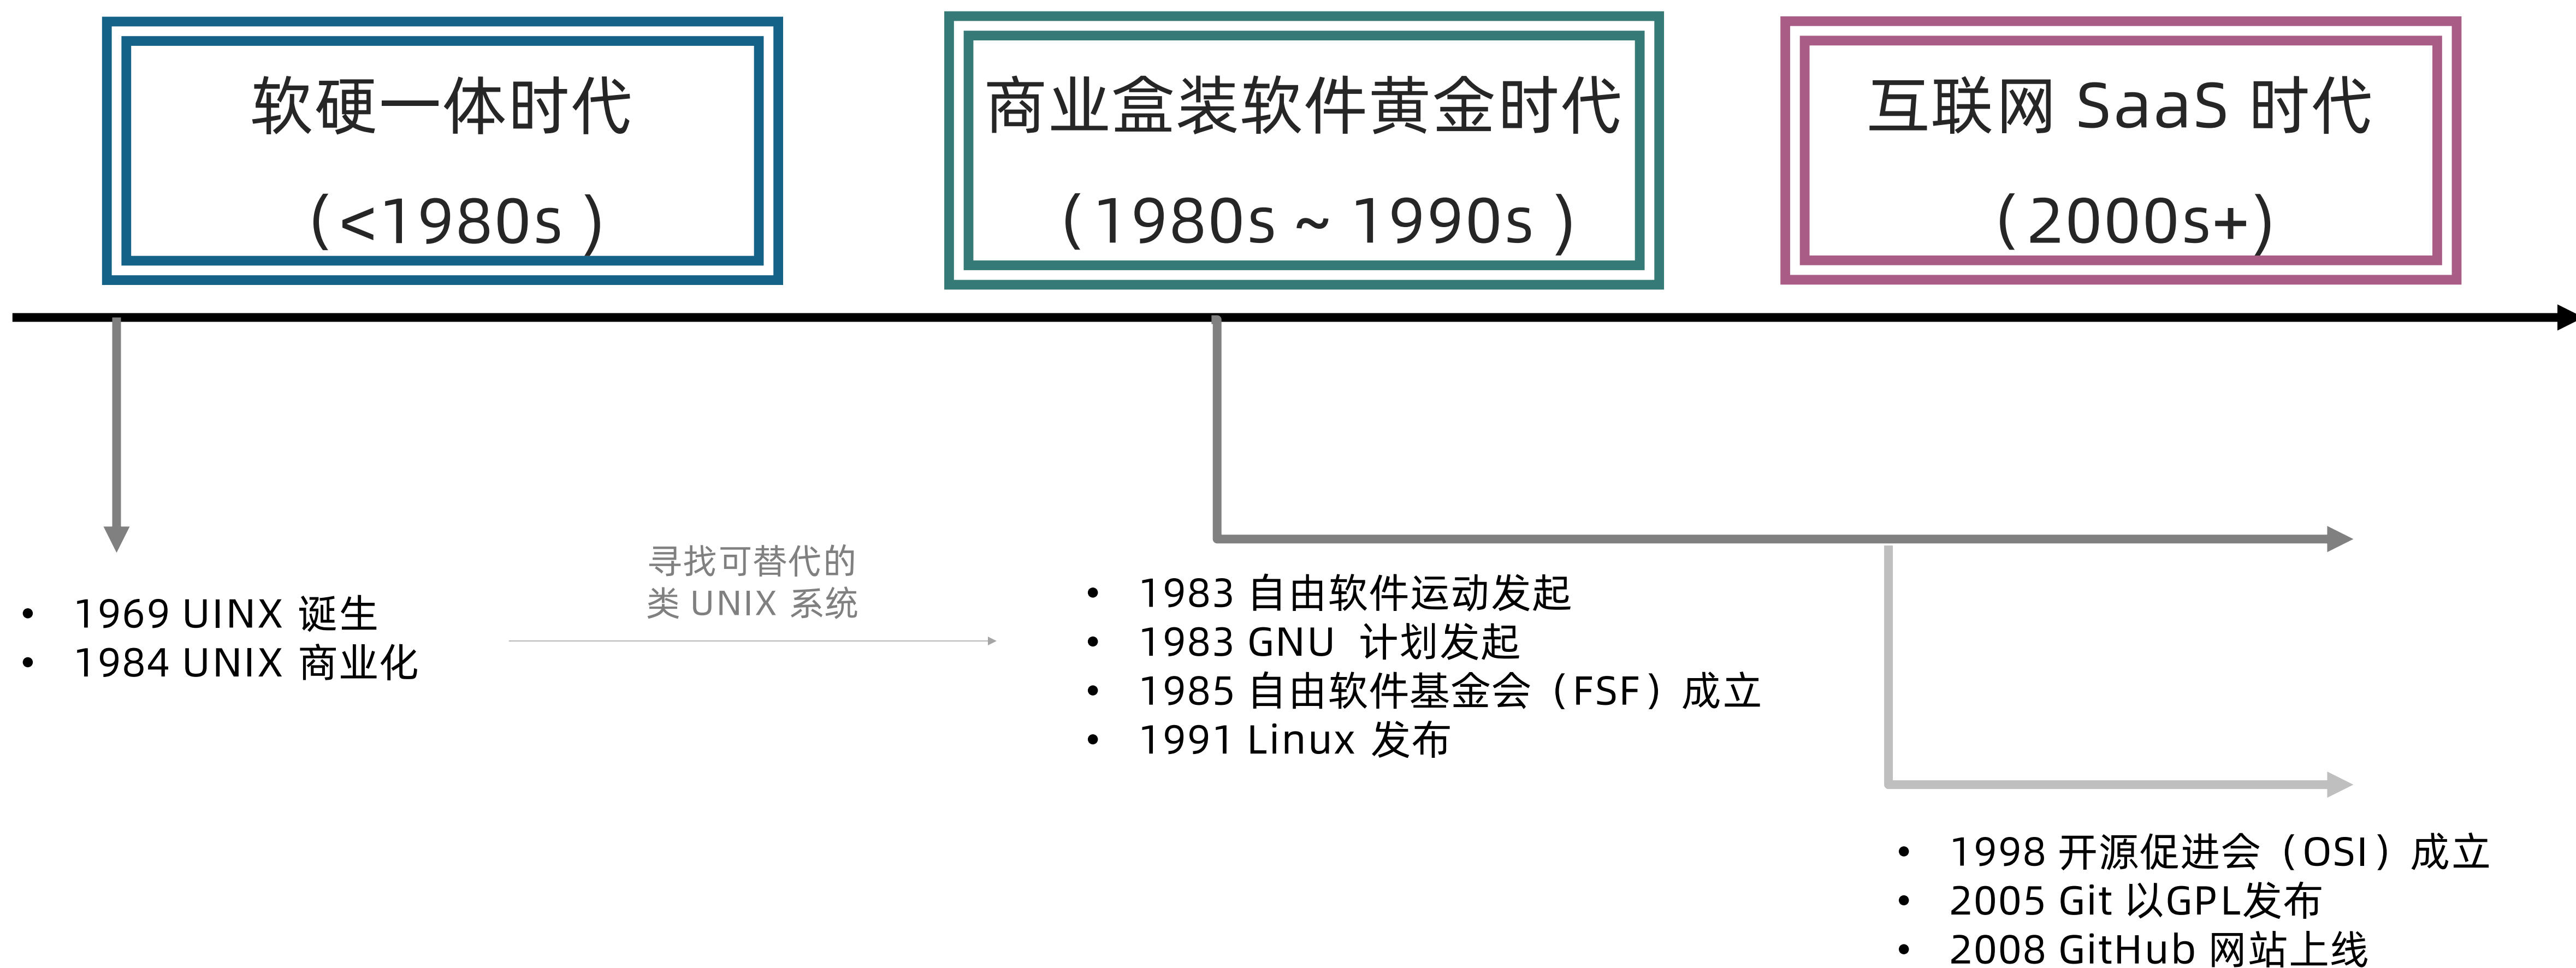 软硬一体时代
（<1980s ）
商业盒装软件黄金时代
（1980s ~ 1990s ）
互联网 SaaS 时代
（2000s+）
寻找可替代的
类 UNIX 系统
• 1969 UINX 诞生
• 1984 UNIX 商业化
• 1983 自由软件运动发起
• 1983 GNU 计划发起
• 1985 自由软件基金会（FSF）成立
• 1991 Linux 发布
• 1998 开源促进会（OSI）成立
• 2005 Git 以GPL发布
• 2008 GitHub 网站上线